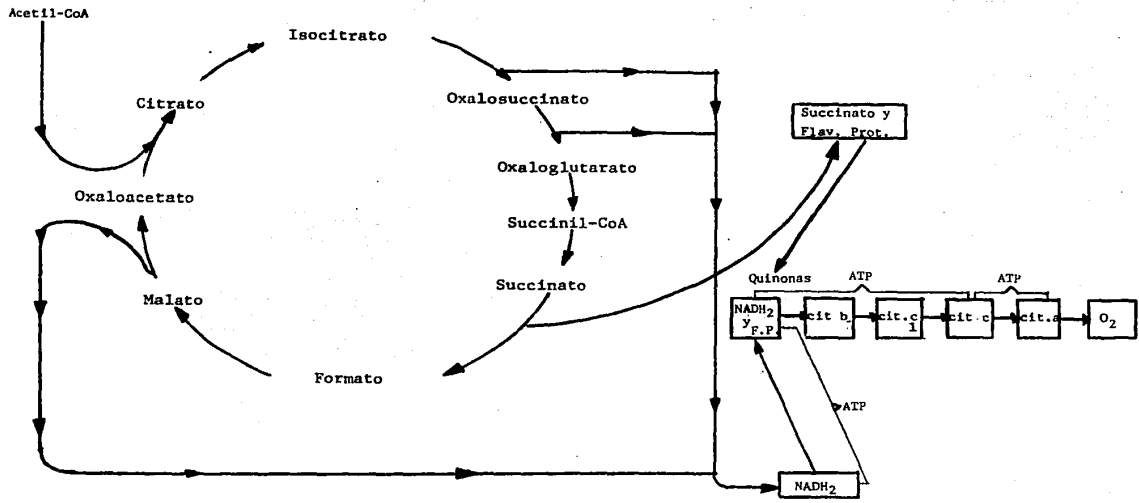 Acetil-CoA
Isocitrato
Citrato
Oxalosuccinato
Succinato y
Flav. Prot.
Oxaloglutarato
Oxaloacetato
Succinil-CoA
Succinato
Quinonas
ATP
ATP
Malato
NADH2
y F.P.
cit b
cit.c1
cit c
cit.a
O2
Formato
ATP
NADH2